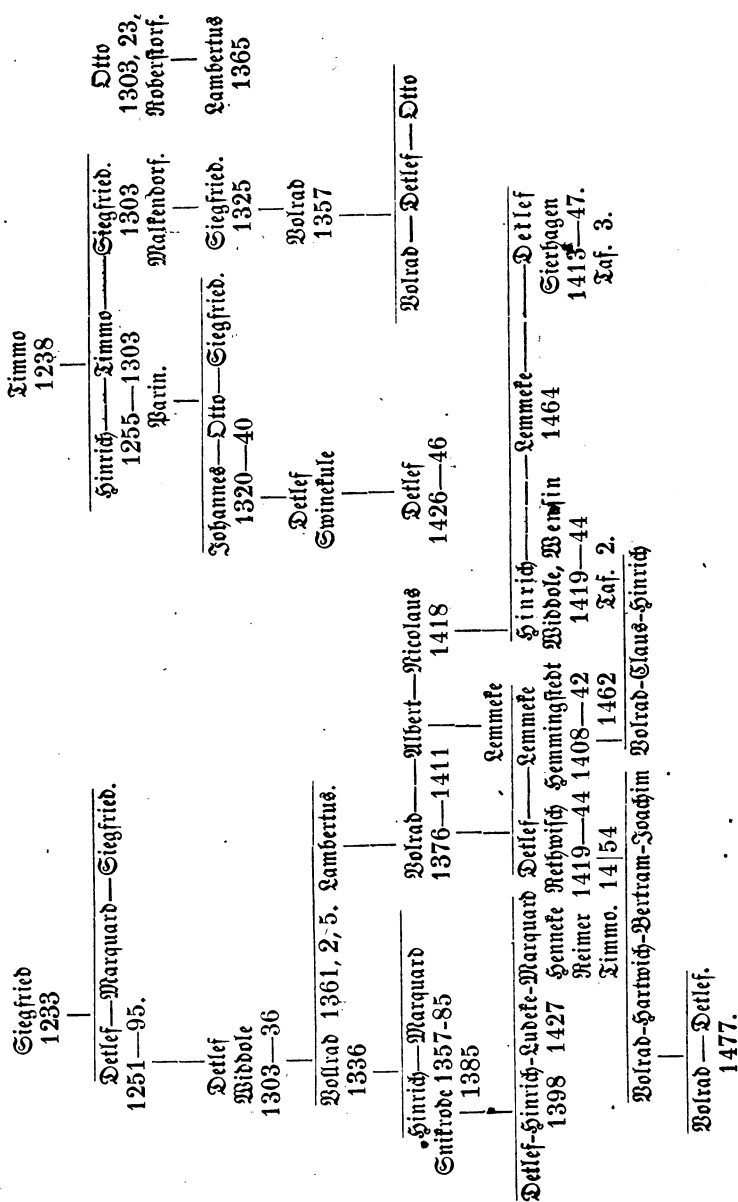 Siegfried
1233
Detlef—Marquard—Siegfried.
1251—95.
Detlef
Widdole
1303—36
Vollrad 1361, 2, 5. Lambertus.
1336
Hinrich—Marquard
Snikrode 1357-85
1385
Volrad—Albert—Nicolaus
1376—1411 1418
Lemmeke
Detlef-Hinrich-Ludeke-Marquard
1398 1427 Henneke
Reimer
Timmo.
Detlef—Lemmeke
Rethwisch Hemmingstedt
1419—44 1408—42
14|54 | 1462
Hinrich—Lemmeke—Detlef
Widdole, Wensin 1464 Sierhagen
1419—44 1413—47.
Taf. 2. Taf. 3.
Volrad-Hartwich-Bertram-Joachim
Volrad-Claus-Hinrich
Volrad—Detlef.
1477.
Timmo
1238
Hinrich—Timmo—Siegfried.
1255—1303 1303
Parin. Malkendorf.
Johannes—Otto—Siegfried.
1320—40
Detlef
Swinekule
Detlef
1426—46
Siegfried.
1325
Volrad
1357
Volrad—Detlef—Otto
Otto
1303, 23,
Roberstorf.
Lambertus
1365